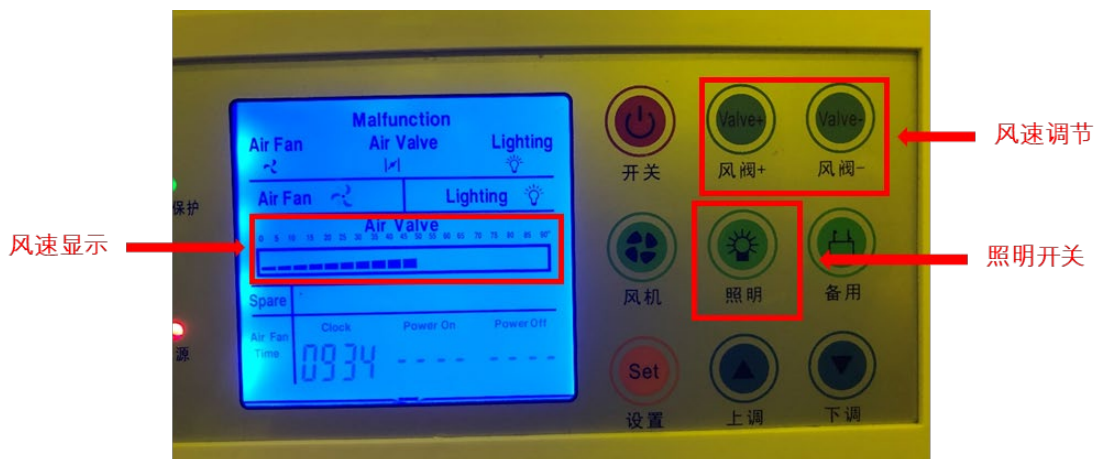 Malfunction
Air Fan Air Valve Lighting
Air Fan Lighting
Air Valve
0 5 10 15 20 25 30 35 40 45 50 55 60 65 70 75 80 85 90°
Spare
Air Fan Time
Clock Power On Power Off
0934 ---- ----
保护
源
开关
Valve+ Valve-
风阀+ 风阀-
风机 照明 备用
Set
设置 上调 下调
风速显示
风速调节
照明开关